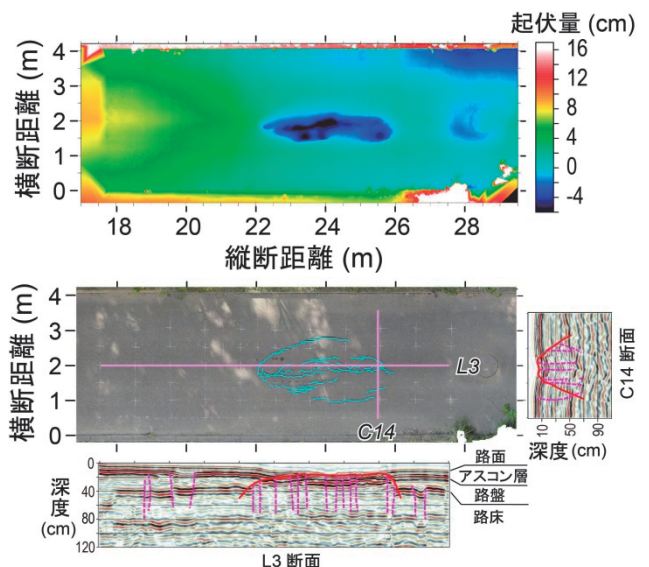 起伏量 (cm)
横断距離 (m)
4
3
2
1
0
16
12
8
4
0
-4
18 20 22 24 26 28
縦断距離 (m)
横断距離 (m)
4
3
2
1
0
L3
C14
C14 断面
10 50 90
深度 (cm)
深度
(cm)
0
40
80
120
路面
アスコン層
路盤
路床
L3 断面